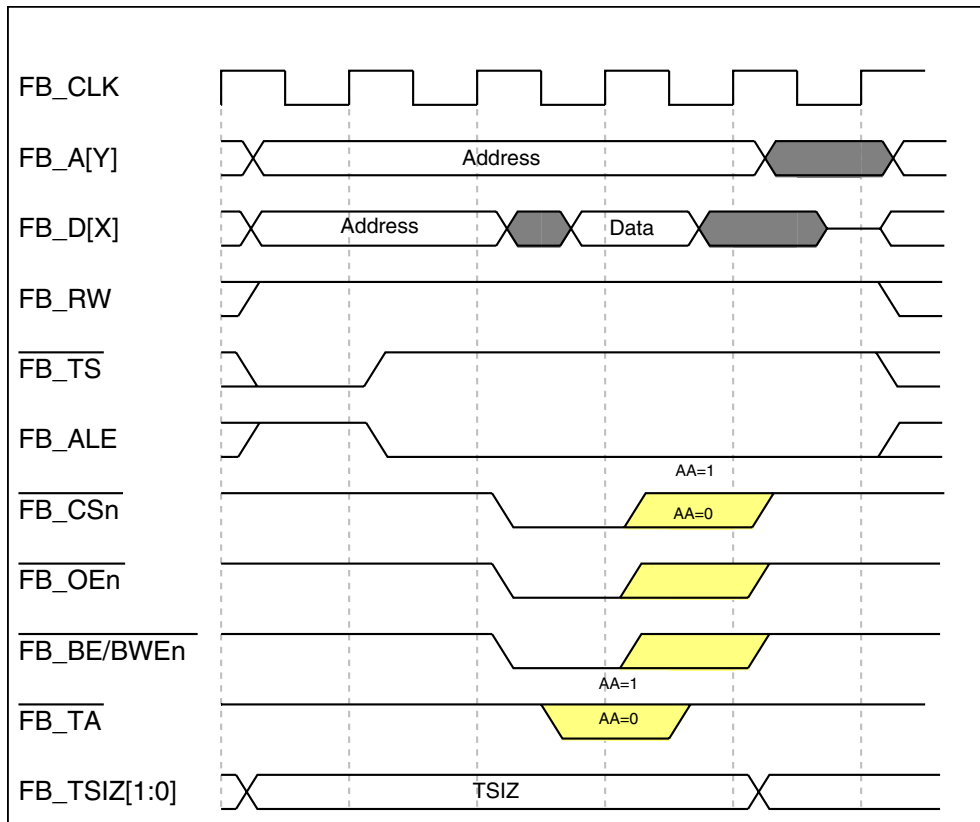 FB_CLK
FB_A[Y]
Address
FB_D[X]
Address
Data
FB_RW
FB_TS
FB_ALE
AA=1
FB_CSn
AA=0
FB_OEn
FB_BE/BWEn
AA=1
FB_TA
AA=0
FB_TSIZ[1:0]
TSIZ